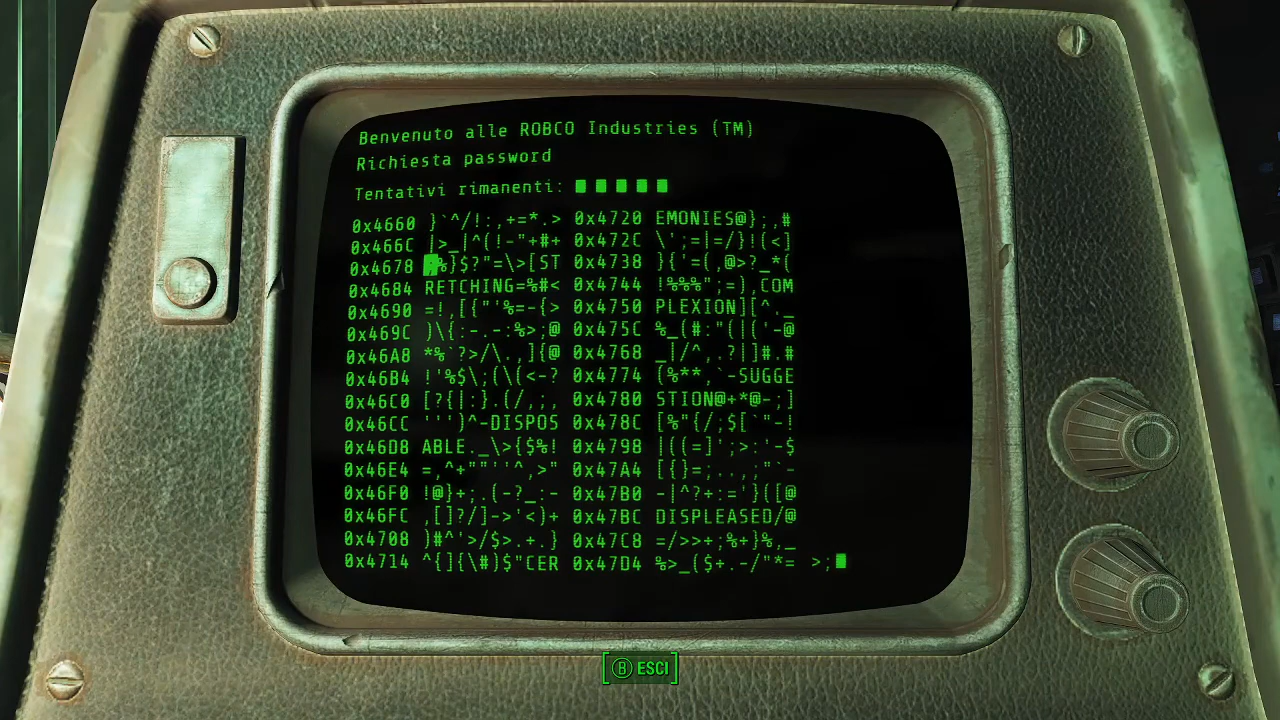 Benvenuto alle ROBCO Industries (TM)
Richiesta password
Tentativi rimanenti:
0x4660 }`^/!:,+=*.> 0x4720 EMONIES@};,#
0x466C |>_|^(!-"+#+ 0x472C \';=|=/}!(<]
0x4678 ;%}$?"=\>[ST 0x4738 }{'=(,@>?_*(
0x4684 RETCHING=%#< 0x4744 !%%%";=),COM
0x4690 =!,[{"'%=-{> 0x4750 PLEXION][^._
0x469C )\{:-.-:%>;@ 0x475C %_(#:"(|('-@
0x46A8 *%`?>/\.,]{@ 0x4768 _|/^,.?|]#.#
0x46B4 !'%$\;(\(<-? 0x4774 (%**,`-SUGGE
0x46C0 [?{|:}.(/,;, 0x4780 STION@+*@-;]
0x46CC ''')^-DISPOS 0x478C [%"{/;$[`"-!
0x46D8 ABLE._\>{$%! 0x4798 |((=]';>:'-$
0x46E4 =,^+""''^,>" 0x47A4 [{}=;..,;"`-
0x46F0 !@}+;.(-?_:- 0x47B0 -|^?+:='}([@
0x46FC ,[]?/]->'<)+ 0x47BC DISPLEASED/@
0x4708 )#^'>/$>.+.} 0x47C8 =/>>+;%+}%,_
0x4714 ^{]{\#)$"CER 0x47D4 %>_($+.-/"*= >;
B ESCI